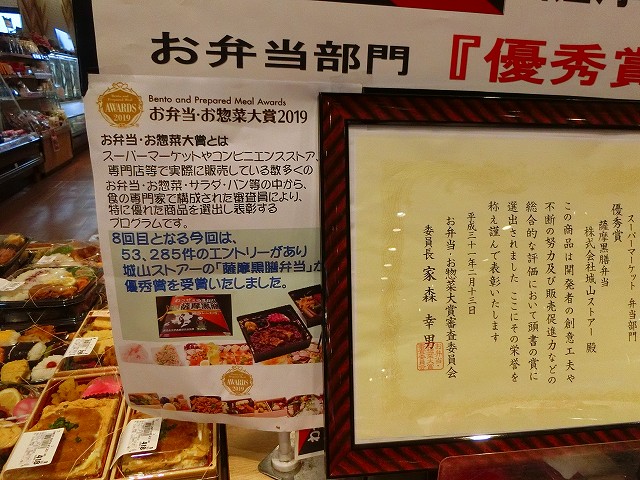 お弁当部門 『優秀賞
AWARDS
2019
Bento and Prepared Meal Awards
お弁当・お惣菜大賞2019
お弁当・お惣菜大賞とは
スーパーマーケットやコンビニエンスストア、
専門店等で実際に販売している数多くの
お弁当・お惣菜・サラダ・パン等の中から、
食の専門家で構成された審査員により、
特に優れた商品を選出し表彰する
プログラムです。
8回目となる今回は、
53,285件のエントリーがあり
城山ストアーの「薩摩黒膳弁当」が
優秀賞を受賞いたしました。
薩摩黒膳
AWARDS
2019
スーパーマーケット 弁当部門
優秀賞
薩摩黒膳弁当
株式会社城山ストアー 殿
この商品は開発者の創意工夫や
不断の努力及び販売促進力などの
総合的な評価において頭書の賞に
選出されました ここにその栄誉を
称え謹んで表彰いたします
平成三十一年二月十三日
お弁当・お惣菜大賞審査委員会
委員長 家森 幸男